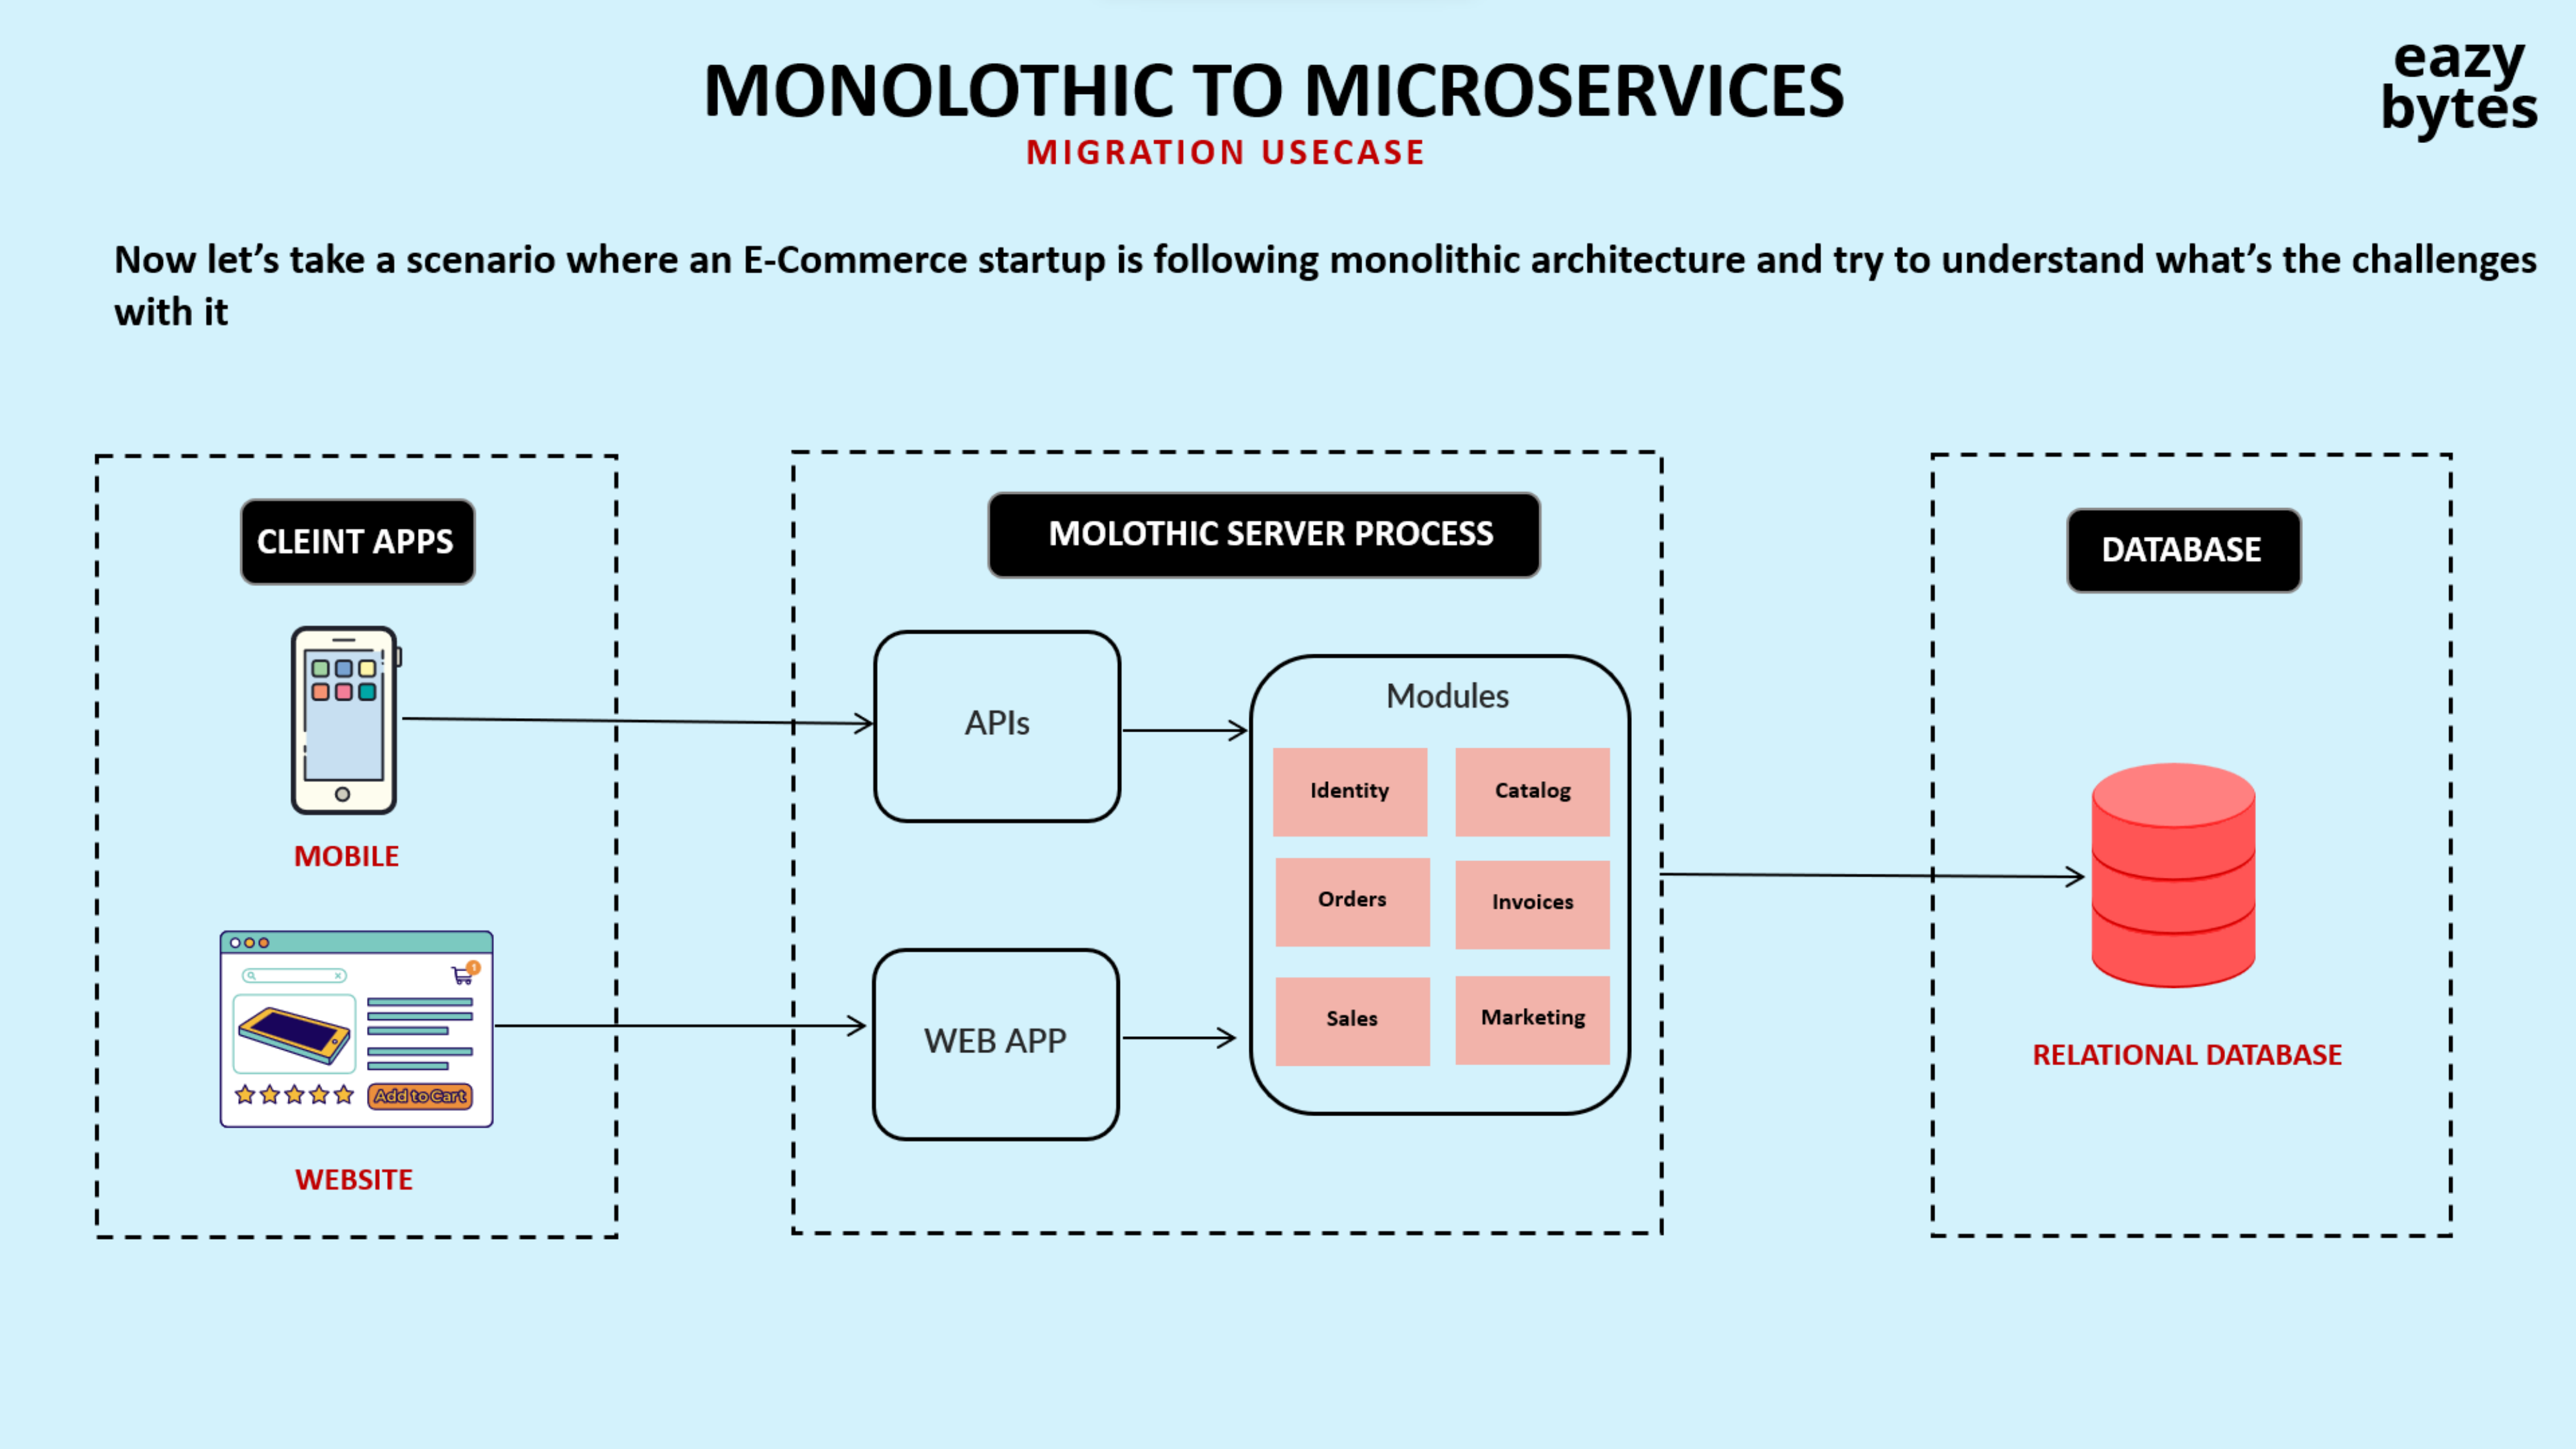 eazy
bytes
MONOLOTHIC TO MICROSERVICES
MIGRATION USECASE
Now let’s take a scenario where an E-Commerce startup is following monolithic architecture and try to understand what’s the challenges
with it
CLEINT APPS
MOBILE
1
Add to Cart
WEBSITE
MOLOTHIC SERVER PROCESS
APIs
WEB APP
Modules
Identity
Catalog
Orders
Invoices
Sales
Marketing
DATABASE
RELATIONAL DATABASE